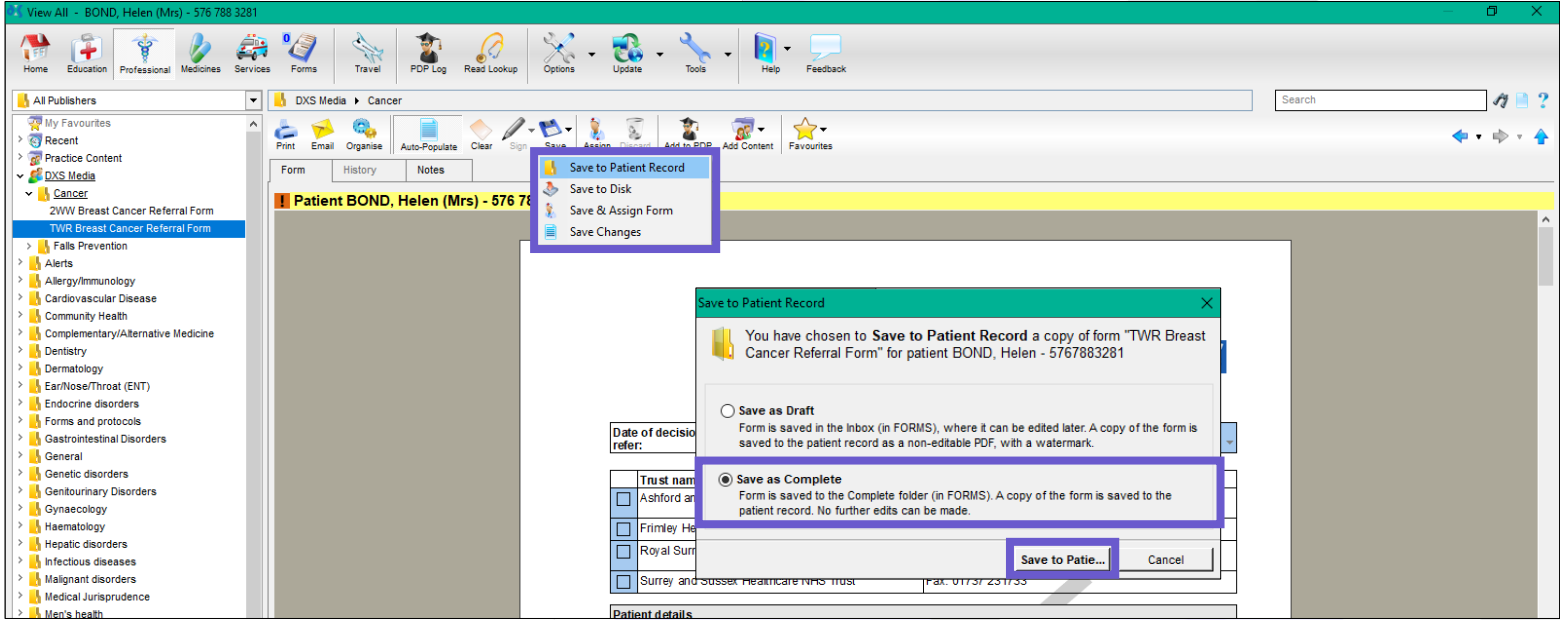 View All - BOND, Helen (Mrs) - 576 788 3281
Home Education Professional Medicines Services 0 Forms Travel PDP Log Read Lookup Options Update Tools Help Feedback
All Publishers
DXS Media Cancer
Search
My Favourites
Recent
Practice Content
DXS Media
Cancer
2WW Breast Cancer Referral Form
TWR Breast Cancer Referral Form
Falls Prevention
Alerts
Allergy/Immunology
Cardiovascular Disease
Community Health
Complementary/Alternative Medicine
Dentistry
Dermatology
Ear/Nose/Throat (ENT)
Endocrine disorders
Forms and protocols
Gastrointestinal Disorders
General
Genetic disorders
Genitourinary Disorders
Gynaecology
Haematology
Hepatic disorders
Infectious diseases
Malignant disorders
Medical Jurisprudence
Men's health
Print Email Organise Auto-Populate Clear Sign Save Assign Discard Add to PDP Add Content Favourites
Form History Notes
Save to Patient Record
Save to Disk
Save & Assign Form
Save Changes
Patient BOND, Helen (Mrs) - 576 78
Save to Patient Record
You have chosen to Save to Patient Record a copy of form "TWR Breast
Cancer Referral Form" for patient BOND, Helen - 5767883281
Save as Draft
Form is saved in the Inbox (in FORMS), where it can be edited later. A copy of the form is
saved to the patient record as a non-editable PDF, with a watermark.
Save as Complete
Form is saved to the Complete folder (in FORMS). A copy of the form is saved to the
patient record. No further edits can be made.
Save to Patie... Cancel
Date of decisio
refer:
Trust nam
Ashford an
Frimley He
Royal Surr
Surrey and Sussex Healthcare NHS Trust Fax: 01737 231733
Patient details